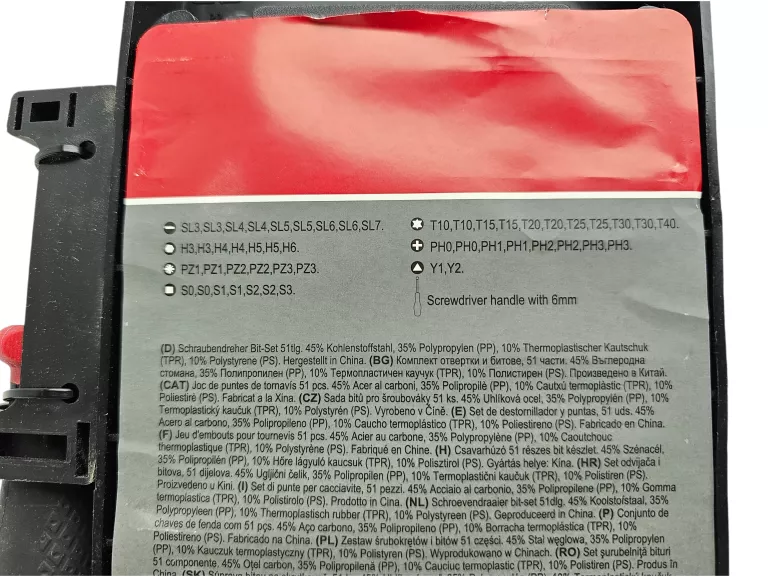 SL3,SL3,SL4,SL4,SL5,SL5,SL6,SL6,SL7.
H3,H3,H4,H4,H5,H5,H6.
PZ1,PZ1,PZ2,PZ2,PZ3,PZ3.
S0,S0,S1,S1,S2,S2,S3.
T10,T10,T15,T15,T20,T20,T25,T25,T30,T30,T40.
PH0,PH0,PH1,PH1,PH2,PH2,PH3,PH3.
Y1,Y2.
Screwdriver handle with 6mm
(D) Schraubendreher Bit-Set 51tlg. 45% Kohlenstoffstahl, 35% Polypropylen (PP), 10% Thermoplastischer Kautschuk
(TPR), 10% Polystyrene (PS). Hergestellt in China. (BG) Комплект отвертки и битове, 51 части. 45% Въглеродна
стомана, 35% Полипропилен (PP), 10% Термопластичен каучук (TPR), 10% Полистирен (PS). Произведено в Китай.
(CAT) Joc de puntes de tornavís 51 pcs. 45% Acer al carboni, 35% Polipropilè (PP), 10% Cautxú termoplàstic (TPR), 10%
Poliestiré (PS). Fabricat a la Xina. (CZ) Sada bitů pro šroubováky 51 ks. 45% Uhlíková ocel, 35% Polypropylén (PP), 10%
Termoplastický kaučuk (TPR), 10% Polystyrén (PS). Vyrobeno v Číně. (E) Set de destornillador y puntas, 51 uds. 45%
Acero al carbono, 35% Polipropileno (PP), 10% Caucho termoplástico (TPR), 10% Poliestireno (PS). Fabricado en China.
(F) Jeu d'embouts pour tournevis 51 pcs. 45% Acier au carbone, 35% Polypropylène (PP), 10% Caoutchouc
thermoplastique (TPR), 10% Polystyrène (PS). Fabriqué en Chine. (H) Csavarhúzó 51 részes bit készlet. 45% Szénacél,
35% Polipropilén (PP), 10% Hőre lágyuló kaucsuk (TPR), 10% Polisztirol (PS). Gyártás helye: Kína. (HR) Set odvijača i
bitova, 51 dijelova. 45% Ugljični čelik, 35% Polipropilen (PP), 10% Termoplastični kaučuk (TPR), 10% Polistiren (PS).
Proizvedeno u Kini. (I) Set di punte per cacciavite, 51 pezzi. 45% Acciaio al carbonio, 35% Polipropilene (PP), 10% Gomma
termoplastica (TPR), 10% Polistirolo (PS). Prodotto in Cina. (NL) Schroevendraaier bit-set 51dlg. 45% Koolstofstaal, 35%
Polypropyleen (PP), 10% Thermoplastisch rubber (TPR), 10% Polystyreen (PS). Geproduceerd in China. (P) Conjunto de
chaves de fenda com 51 pçs. 45% Aço carbono, 35% Polipropileno (PP), 10% Borracha termoplástica (TPR), 10%
Poliestireno (PS). Fabricado na China. (PL) Zestaw śrubokrętów i bitów 51 części. 45% Stal węglowa, 35% Polipropylen
(PP), 10% Kauczuk termoplastyczny (TPR), 10% Polistyren (PS). Wyprodukowano w Chinach. (RO) Set șurubelniță bituri
51 componente. 45% Oțel carbon, 35% Polipropilenă (PP), 10% Cauciuc termoplastic (TPR), 10% Polistiren (PS). Produs în
China. (SK)